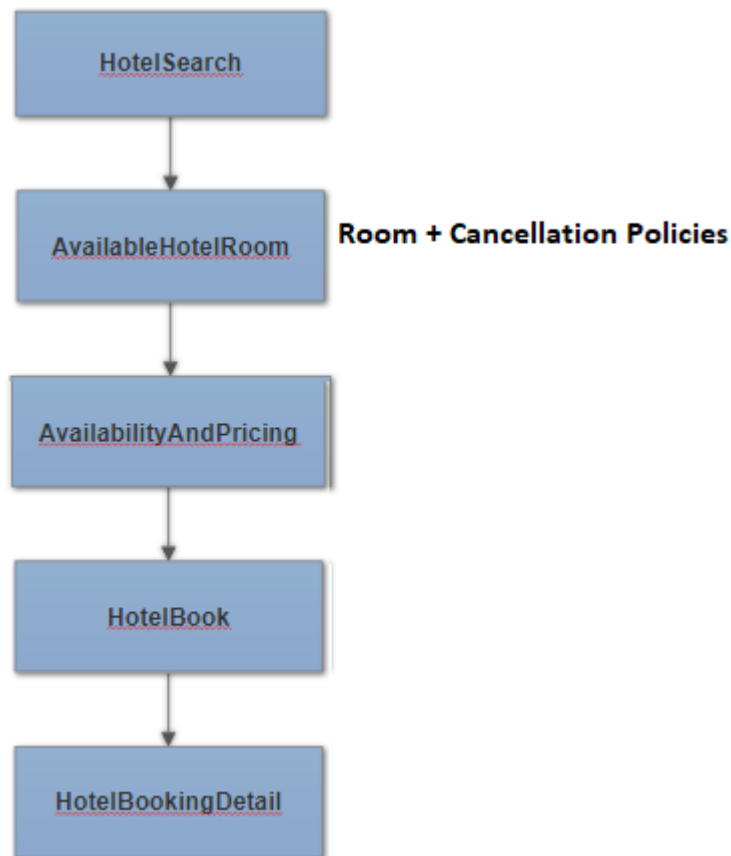 HotelSearch
AvailableHotelRoom
Room + Cancellation Policies
AvailabilityAndPricing
HotelBook
HotelBookingDetail